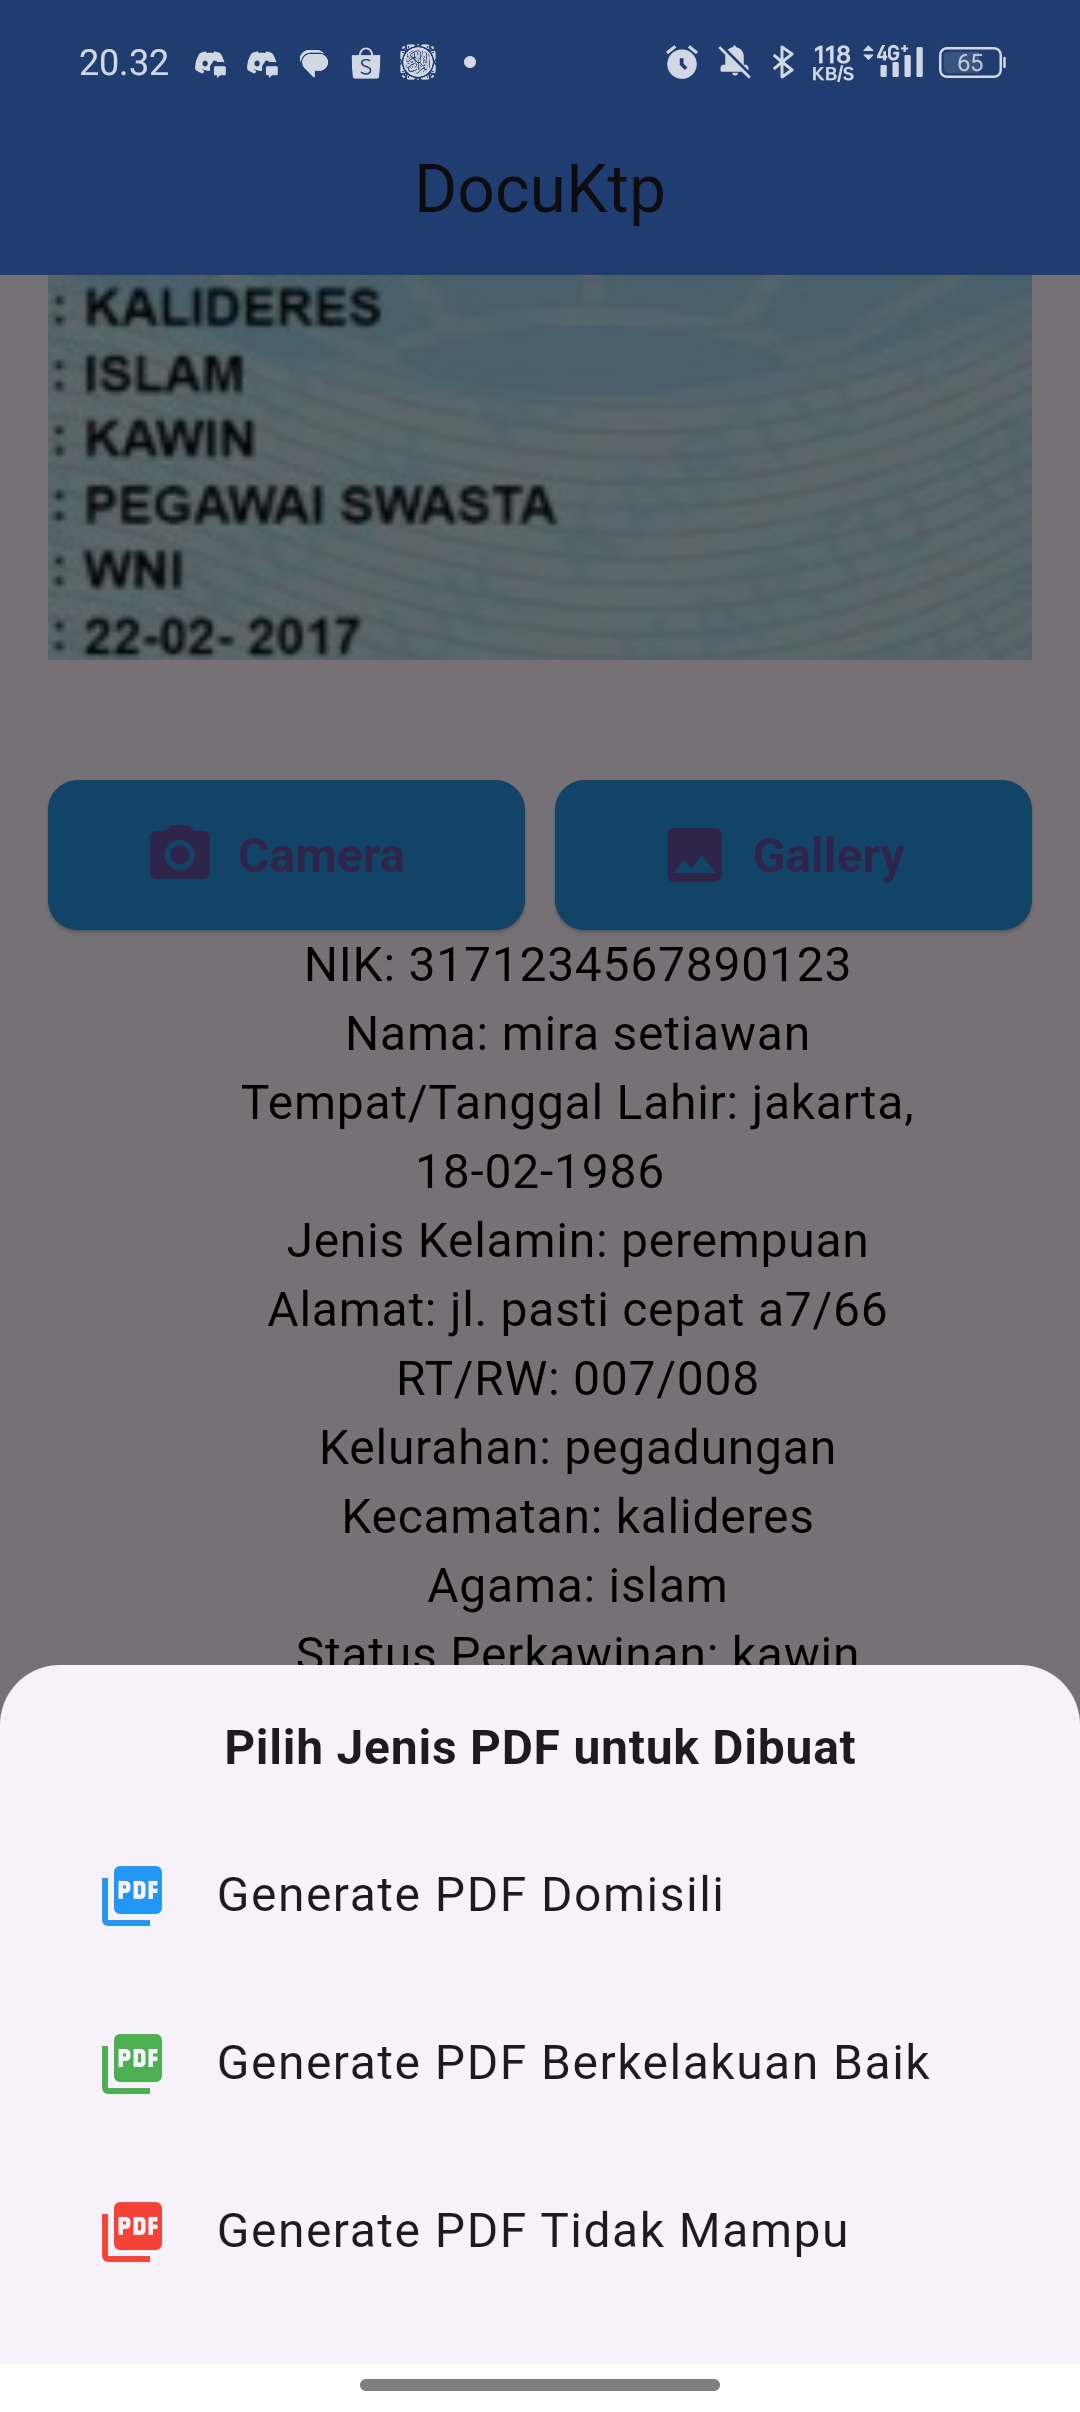 20.32
118
KB/S
4G+
65
DocuKtp
: KALIDERES
: ISLAM
: KAWIN
: PEGAWAI SWASTA
: WNI
: 22-02- 2017
Camera
Gallery
NIK: 3171234567890123
Nama: mira setiawan
Tempat/Tanggal Lahir: jakarta,
18-02-1986
Jenis Kelamin: perempuan
Alamat: jl. pasti cepat a7/66
RT/RW: 007/008
Kelurahan: pegadungan
Kecamatan: kalideres
Agama: islam
Status Perkawinan: kawin
Pilih Jenis PDF untuk Dibuat
PDF Generate PDF Domisili
PDF Generate PDF Berkelakuan Baik
PDF Generate PDF Tidak Mampu